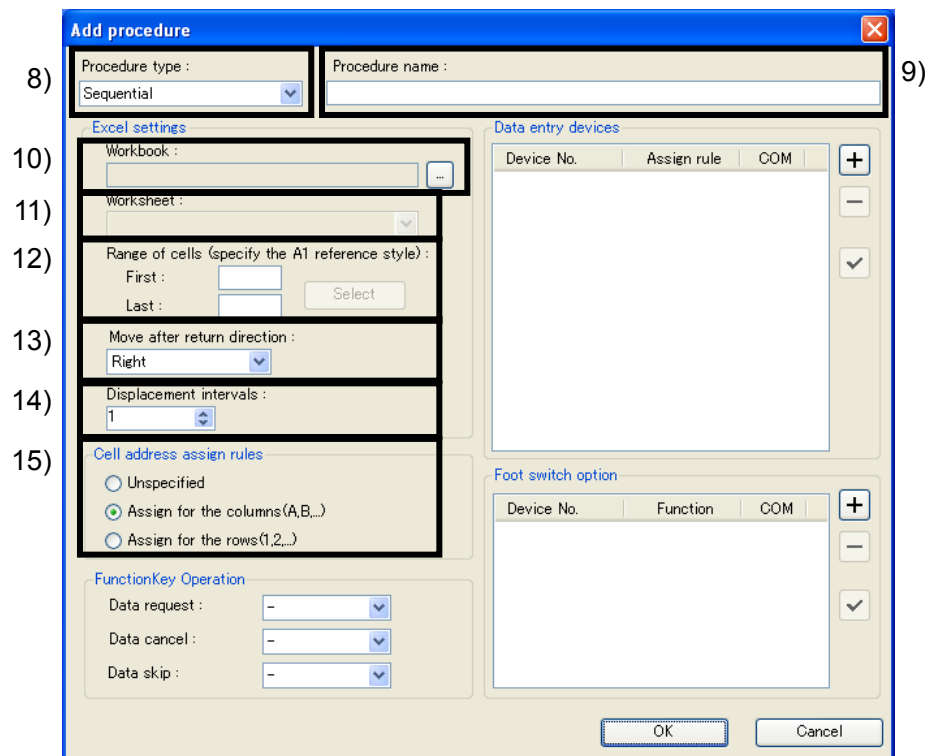 Add procedure
8)
Procedure type :
Sequential
Procedure name :
9)
Excel settings
10)
Workbook :
...
11)
Worksheet :
12)
Range of cells (specify the A1 reference style) :
First :
Last :
Select
13)
Move after return direction :
Right
14)
Displacement intervals :
1
15)
Cell address assign rules
Unspecified
Assign for the columns(A,B,...)
Assign for the rows(1,2,...)
FunctionKey Operation
Data request : -
Data cancel : -
Data skip : -
Data entry devices
Device No. Assign rule COM
+
−
Foot switch option
Device No. Function COM
+
−
OK Cancel